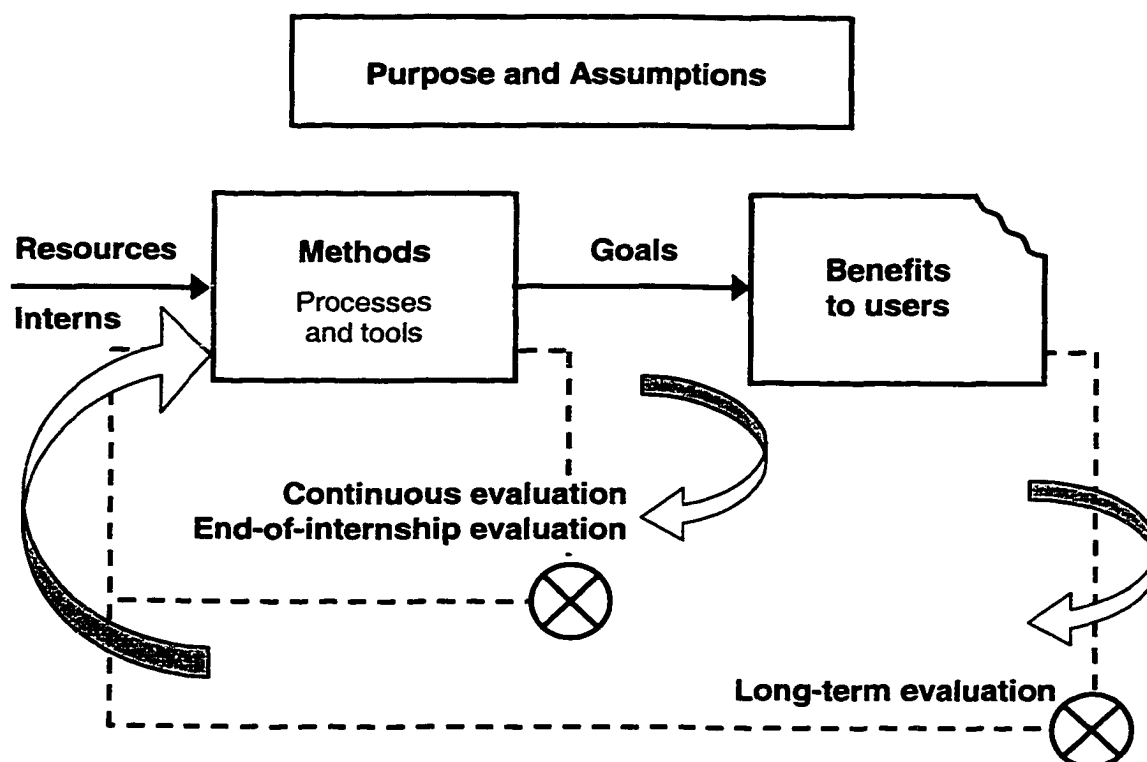 Purpose and Assumptions
Resources
Interns
Methods
Processes
and tools
Goals
Benefits
to users
Continuous evaluation
End-of-internship evaluation
Long-term evaluation